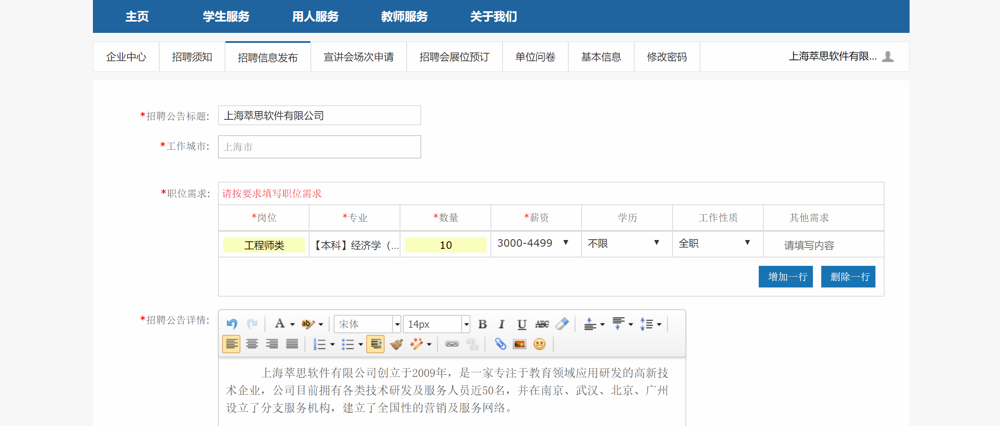 主页 学生服务 用人服务 教师服务 关于我们
企业中心 招聘须知 招聘信息发布 宣讲会场次申请 招聘会展位预订 单位问卷 基本信息 修改密码 上海萃思软件有限...
*招聘公告标题: 上海萃思软件有限公司
*工作城市: 上海市
*职位需求: 请按要求填写职位需求
*岗位 *专业 *数量 *薪资 学历 工作性质 其他需求
工程师类 【本科】经济学（... 10 3000-4499 不限 全职 请填写内容
增加一行 删除一行
*招聘公告详情:
A ab 宋体 14px B I U ABC
上海萃思软件有限公司创立于2009年，是一家专注于教育领域应用研发的高新技
术企业，公司目前拥有各类技术研发及服务人员近50名，并在南京、武汉、北京、广州
设立了分支服务机构，建立了全国性的营销及服务网络。